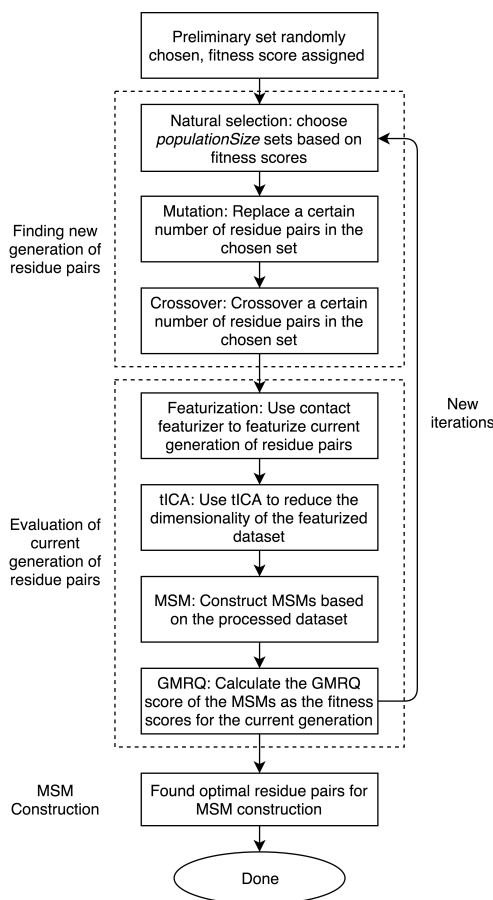 Preliminary set randomly
chosen, fitness score assigned
Natural selection: choose
populationSize sets based on
fitness scores
Mutation: Replace a certain
number of residue pairs in the
chosen set
Finding new
generation of
residue pairs
Crossover: Crossover a certain
number of residue pairs in the
chosen set
Featurization: Use contact
featurizer to featurize current
generation of residue pairs
New
iterations
tICA: Use tICA to reduce the
dimensionality of the featurized
dataset
Evaluation of
current
generation of
residue pairs
MSM: Construct MSMs based
on the processed dataset
GMRQ: Calculate the GMRQ
score of the MSMs as the fitness
scores for the current generation
MSM
Construction
Found optimal residue pairs for
MSM construction
Done